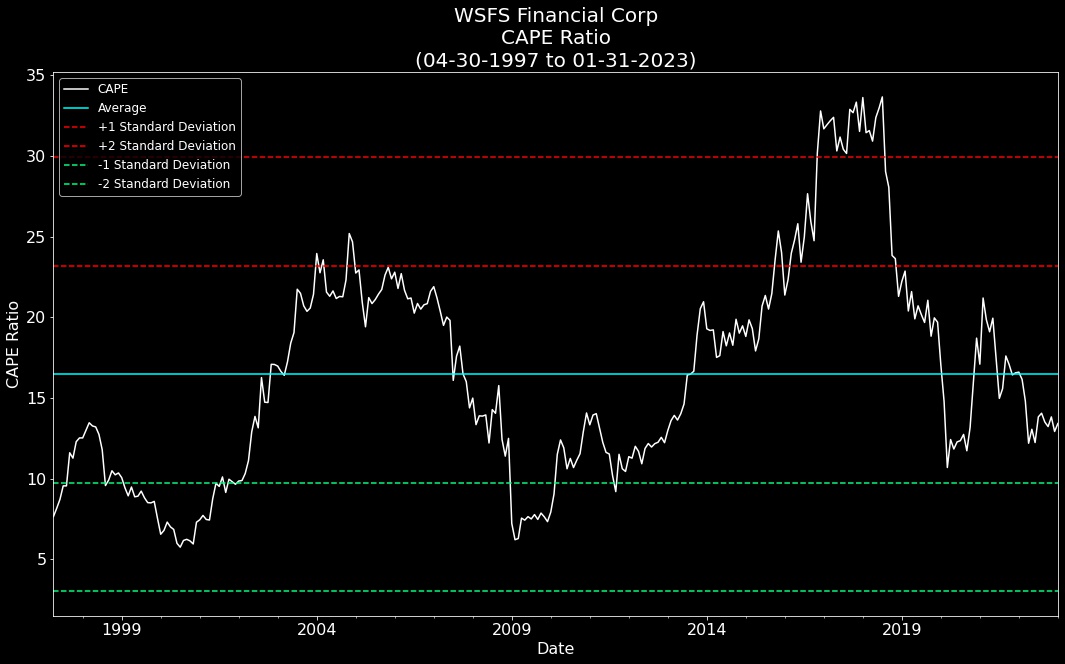 WSFS Financial Corp
CAPE Ratio
(04-30-1997 to 01-31-2023)
35
30
25
20
15
10
5
CAPE Ratio
CAPE
Average
+1 Standard Deviation
+2 Standard Deviation
-1 Standard Deviation
-2 Standard Deviation
1999 2004 2009 2014 2019
Date